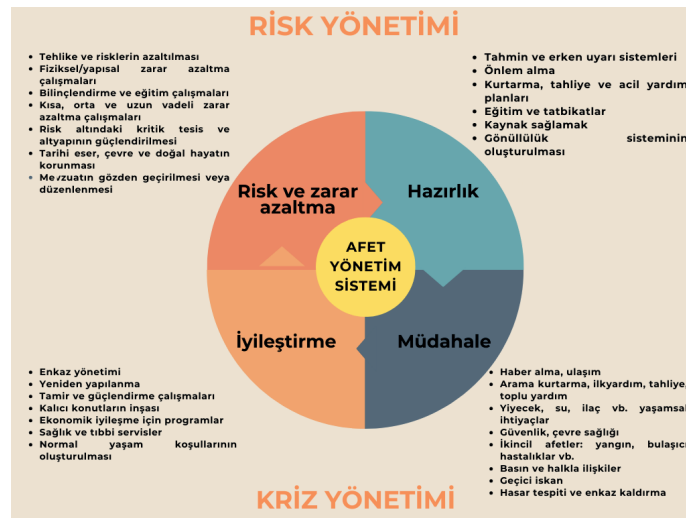 RİSK YÖNETİMİ
Tehlike ve risklerin azaltılması
Fiziksel/yapısal zarar azaltma
çalışmaları
Bilinçlendirme ve eğitim çalışmaları
Kısa, orta ve uzun vadeli zarar
azaltma çalışmaları
Risk altındaki kritik tesis ve
altyapının güçlendirilmesi
Tarihi eser, çevre ve doğal hayatın
korunması
Mevzuatın gözden geçirilmesi veya
düzenlenmesi
Tahmin ve erken uyarı sistemleri
Önlem alma
Kurtarma, tahliye ve acil yardım
planları
Eğitim ve tatbikatlar
Kaynak sağlamak
Gönüllülük sisteminin
oluşturulması
Risk ve zarar
azaltma
Hazırlık
AFET
YÖNETİM
SİSTEMİ
İyileştirme
Müdahale
Enkaz yönetimi
Yeniden yapılanma
Tamir ve güçlendirme çalışmaları
Kalıcı konutların inşası
Ekonomik iyileşme için programlar
Sağlık ve tıbbi servisler
Normal yaşam koşullarının
oluşturulması
Haber alma, ulaşım
Arama kurtarma, ilkyardım, tahliye,
toplu yardım
Yiyecek, su, ilaç vb. yaşamsal
ihtiyaçlar
Güvenlik, çevre sağlığı
İkincil afetler: yangın, bulaşıcı
hastalıklar vb.
Basın ve halkla ilişkiler
Geçici iskan
Hasar tespiti ve enkaz kaldırma
KRİZ YÖNETİMİ